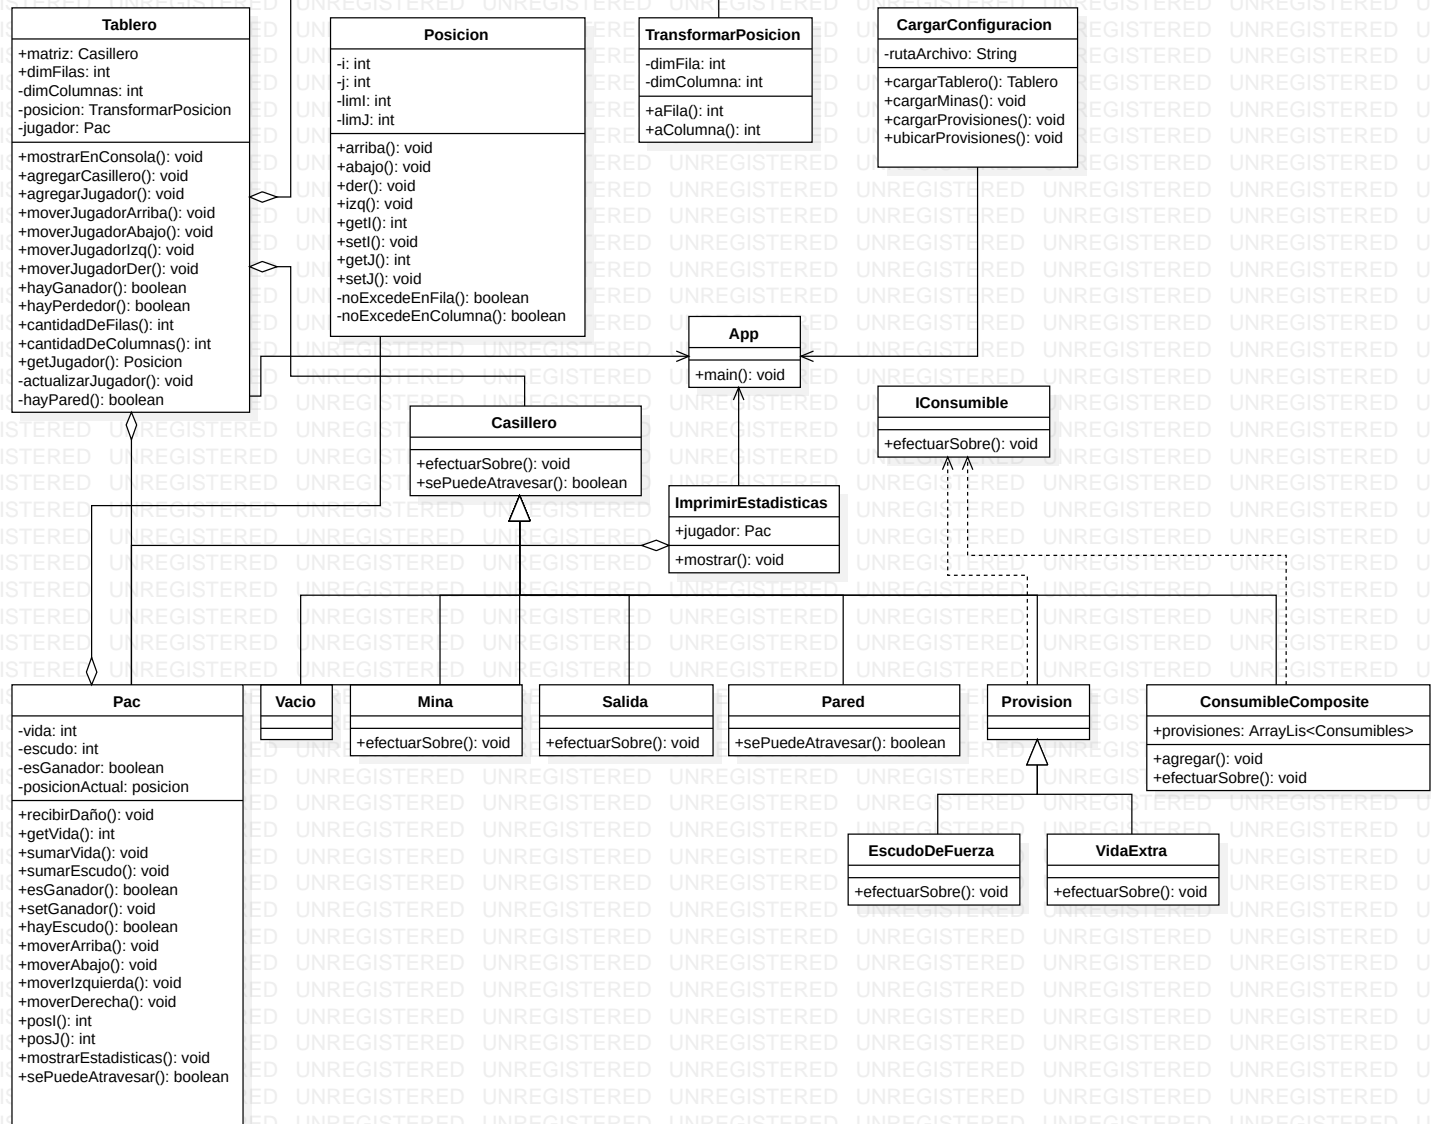 Tablero
+matriz: Casillero
+dimFilas: int
-dimColumnas: int
-posicion: TransformarPosicion
-jugador: Pac
+mostrarEnConsola(): void
+agregarCasillero(): void
+agregarJugador(): void
+moverJugadorArriba(): void
+moverJugadorAbajo(): void
+moverJugadorIzq(): void
+moverJugadorDer(): void
+hayGanador(): boolean
+hayPerdedor(): boolean
+cantidadDeFilas(): int
+cantidadDeColumnas(): int
+getJugador(): Posicion
-actualizarJugador(): void
-hayPared(): boolean
Posicion
-i: int
-j: int
-limI: int
-limJ: int
+arriba(): void
+abajo(): void
+der(): void
+izq(): void
+getI(): int
+setI(): void
+getJ(): int
+setJ(): void
-noExcedeEnFila(): boolean
-noExcedeEnColumna(): boolean
TransformarPosicion
-dimFila: int
-dimColumna: int
+aFila(): int
+aColumna(): int
CargarConfiguracion
-rutaArchivo: String
+cargarTablero(): Tablero
+cargarMinas(): void
+cargarProvisiones(): void
+ubicarProvisiones(): void
App
+main(): void
IConsumible
+efectuarSobre(): void
Casillero
+efectuarSobre(): void
+sePuedeAtravesar(): boolean
ImprimirEstadisticas
+jugador: Pac
+mostrar(): void
Pac
-vida: int
-escudo: int
-esGanador: boolean
-posicionActual: posicion
+recibirDaño(): void
+getVida(): int
+sumarVida(): void
+sumarEscudo(): void
+esGanador(): boolean
+setGanador(): void
+hayEscudo(): boolean
+moverArriba(): void
+moverAbajo(): void
+moverIzquierda(): void
+moverDerecha(): void
+posI(): int
+posJ(): int
+mostrarEstadisticas(): void
+sePuedeAtravesar(): boolean
Vacio
Mina
+efectuarSobre(): void
Salida
+efectuarSobre(): void
Pared
+sePuedeAtravesar(): boolean
Provision
ConsumibleComposite
+provisiones: ArrayLis<Consumibles>
+agregar(): void
+efectuarSobre(): void
EscudoDeFuerza
+efectuarSobre(): void
VidaExtra
+efectuarSobre(): void